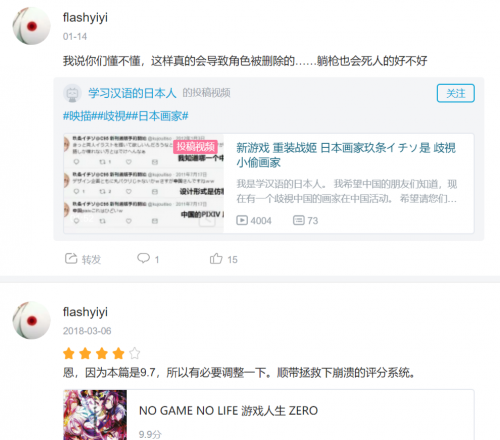 flashyiyi
01-14
我说你们懂不懂，这样真的会导致角色被删除的……躺枪也会死人的好不好
学习汉语的日本人 的投稿视频
关注
#映描##歧視##日本画家#
投稿视频
我知道哪一个中
设计形式是仿
中国的PIXIV
新游戏 重装战姬 日本画家玖条イチソ是 歧視
小偷画家
我是学汉语的日本人。 我希望中国的朋友们知道，现
在有一个歧視中国的画家在中国活动。 希望请您们…
4004
73
转发
1
15
flashyiyi
2018-03-06
恩，因为本篇是9.7，所以有必要调整一下。顺带拯救下崩溃的评分系统。
NO GAME NO LIFE 游戏人生 ZERO
9.9分